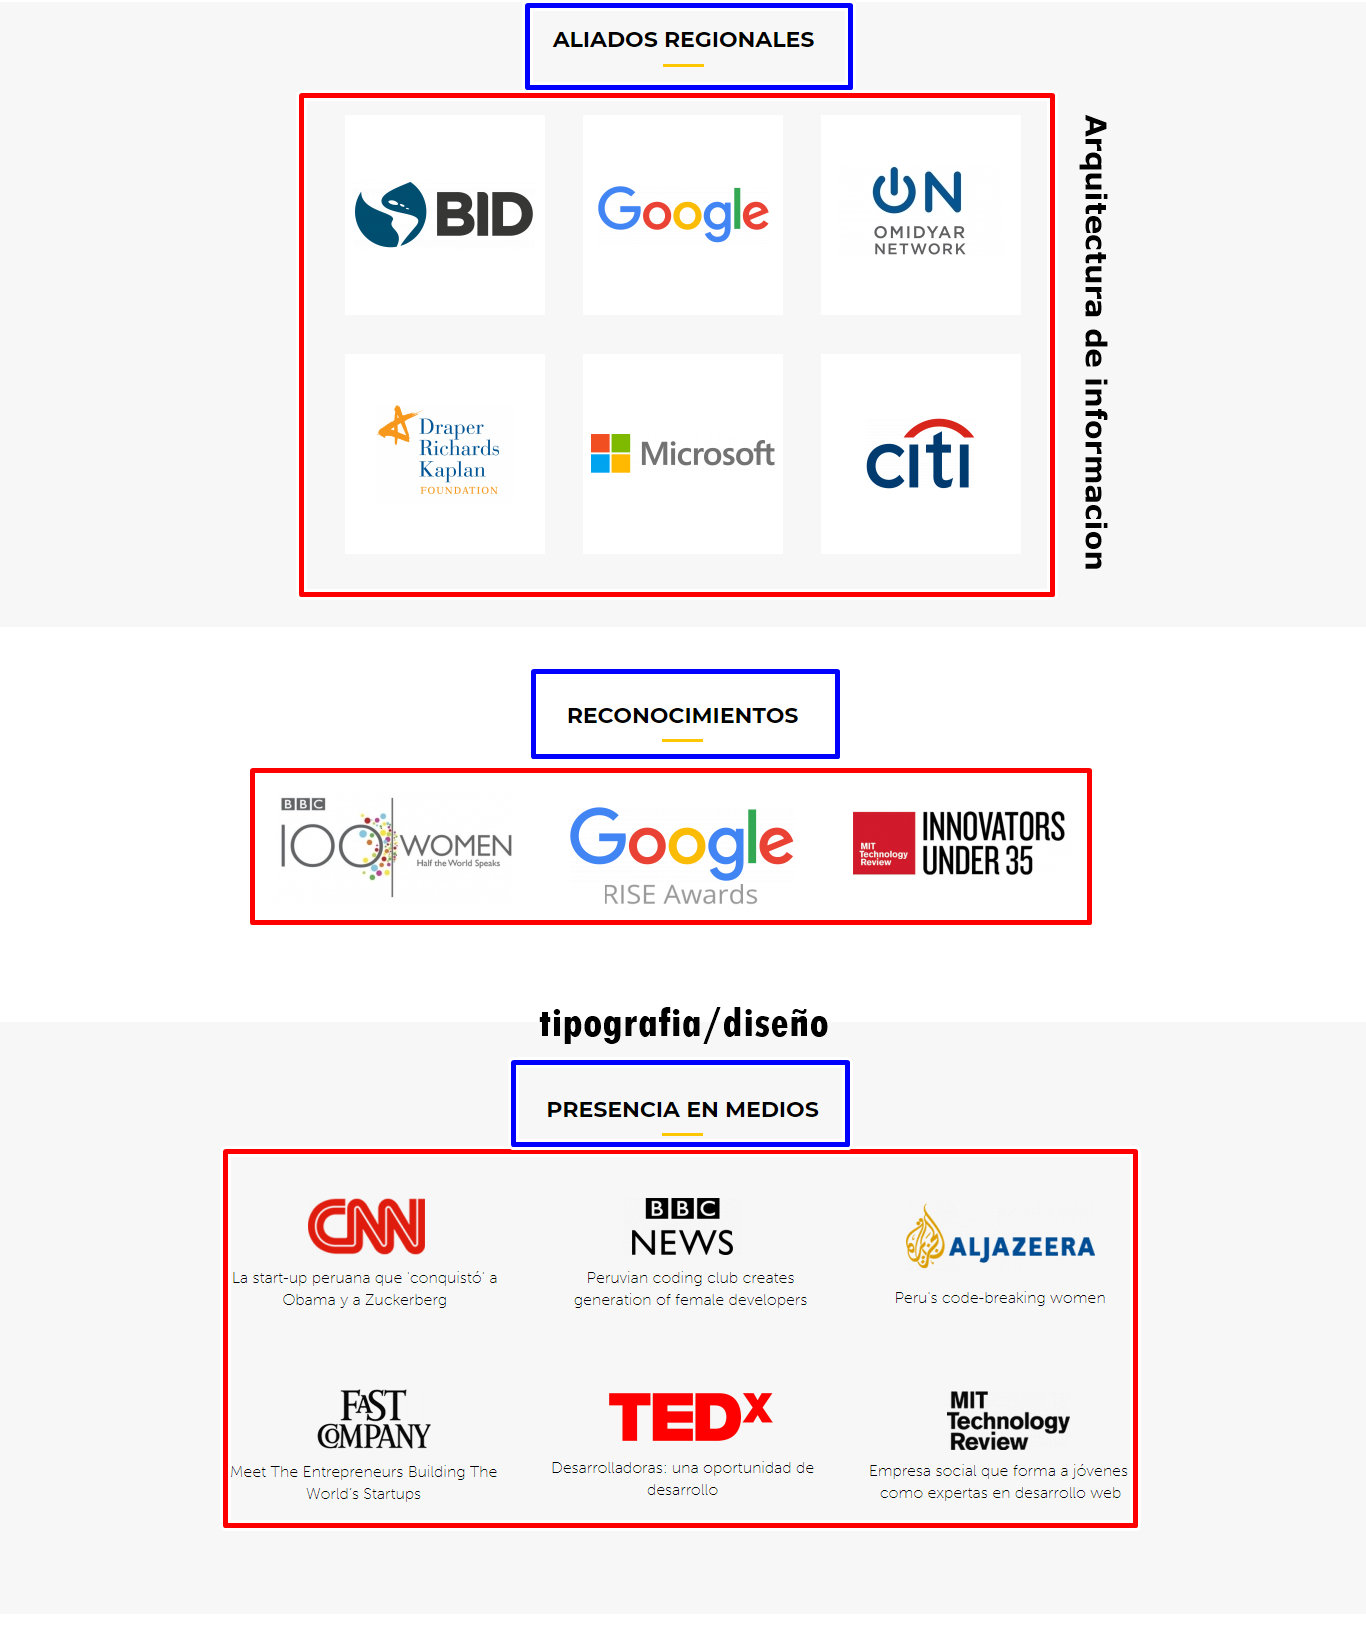 ALIADOS REGIONALES
BID
Google
ON
OMIDYAR
NETWORK
Draper
Richards
Kaplan
FOUNDATION
Microsoft
citi
Arquitectura de informacion
RECONOCIMIENTOS
BBC
100 WOMEN
Half the World Speaks
Google
RISE Awards
MIT
Technology
Review
INNOVATORS
UNDER 35
tipografia/diseño
PRESENCIA EN MEDIOS
CNN
La start-up peruana que ‘conquistó’ a
Obama y a Zuckerberg
BBC
NEWS
Peruvian coding club creates
generation of female developers
ALJAZEERA
Peru’s code-breaking women
FAST
COMPANY
Meet The Entrepreneurs Building The
World’s Startups
TEDx
Desarrolladoras: una oportunidad de
desarrollo
MIT
Technology
Review
Empresa social que forma a jóvenes
como expertas en desarrollo web